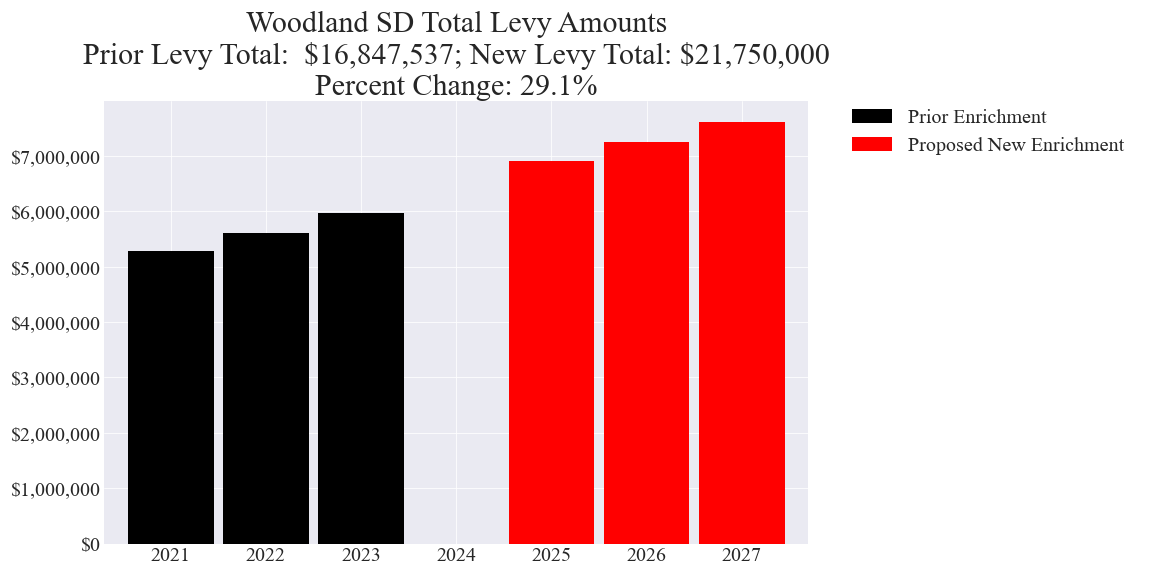 Woodland SD Total Levy Amounts
Prior Levy Total:  $16,847,537; New Levy Total: $21,750,000
Percent Change: 29.1%
Prior Enrichment
Proposed New Enrichment
$7,000,000
$6,000,000
$5,000,000
$4,000,000
$3,000,000
$2,000,000
$1,000,000
$0
2021 2022 2023 2024 2025 2026 2027